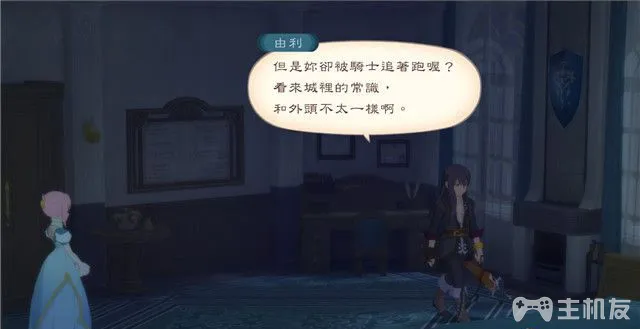 由利
但是妳卻被騎士追著跑喔？
看來城裡的常識，
和外頭不太一樣啊。
主机友